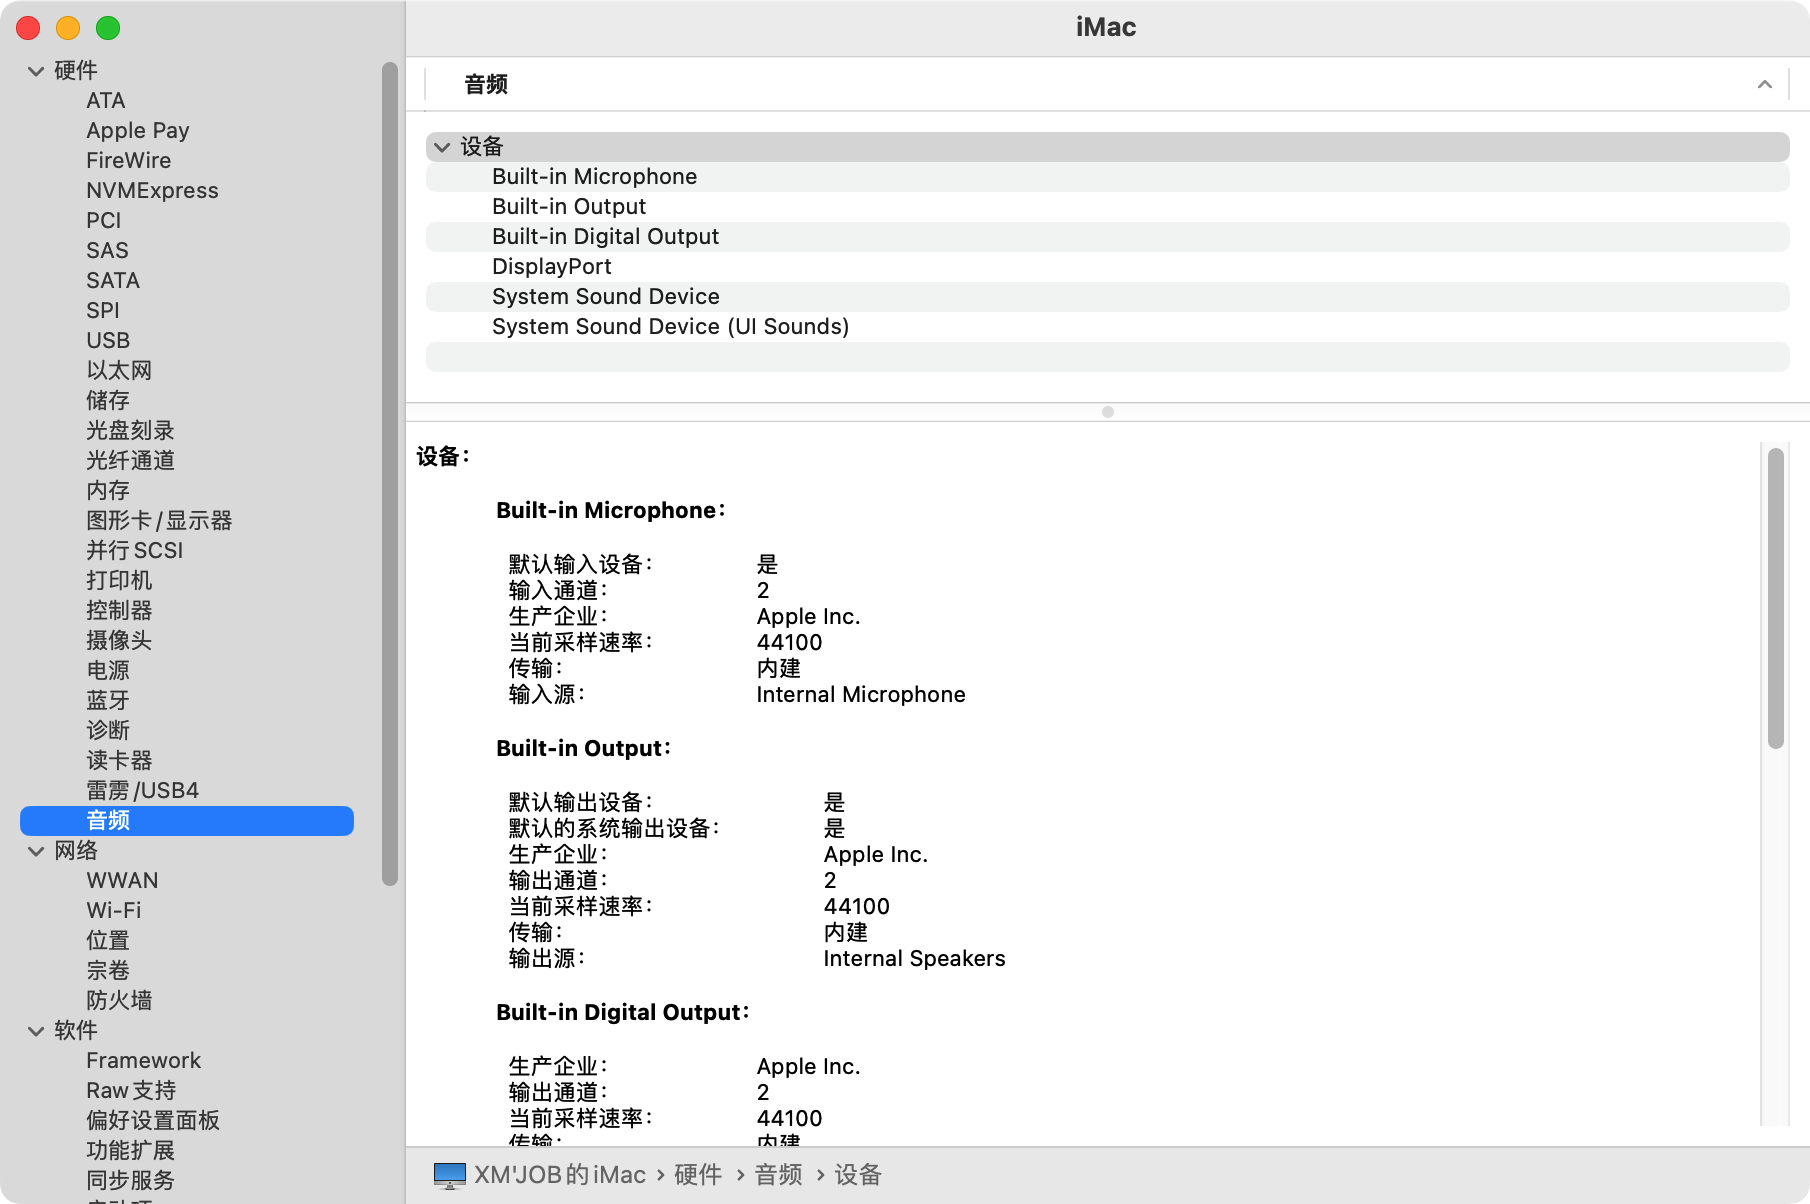 iMac
硬件
ATA
Apple Pay
FireWire
NVMExpress
PCI
SAS
SATA
SPI
USB
以太网
储存
光盘刻录
光纤通道
内存
图形卡/显示器
并行SCSI
打印机
控制器
摄像头
电源
蓝牙
诊断
读卡器
雷雳/USB4
音频
网络
WWAN
Wi-Fi
位置
宗卷
防火墙
软件
Framework
Raw支持
偏好设置面板
功能扩展
同步服务
音频
设备
Built-in Microphone
Built-in Output
Built-in Digital Output
DisplayPort
System Sound Device
System Sound Device (UI Sounds)
设备：
Built-in Microphone：
默认输入设备： 是
输入通道： 2
生产企业： Apple Inc.
当前采样速率： 44100
传输： 内建
输入源： Internal Microphone
Built-in Output：
默认输出设备： 是
默认的系统输出设备： 是
生产企业： Apple Inc.
输出通道： 2
当前采样速率： 44100
传输： 内建
输出源： Internal Speakers
Built-in Digital Output：
生产企业： Apple Inc.
输出通道： 2
当前采样速率： 44100
传输： 内建
XM'JOB的iMac › 硬件 › 音频 › 设备